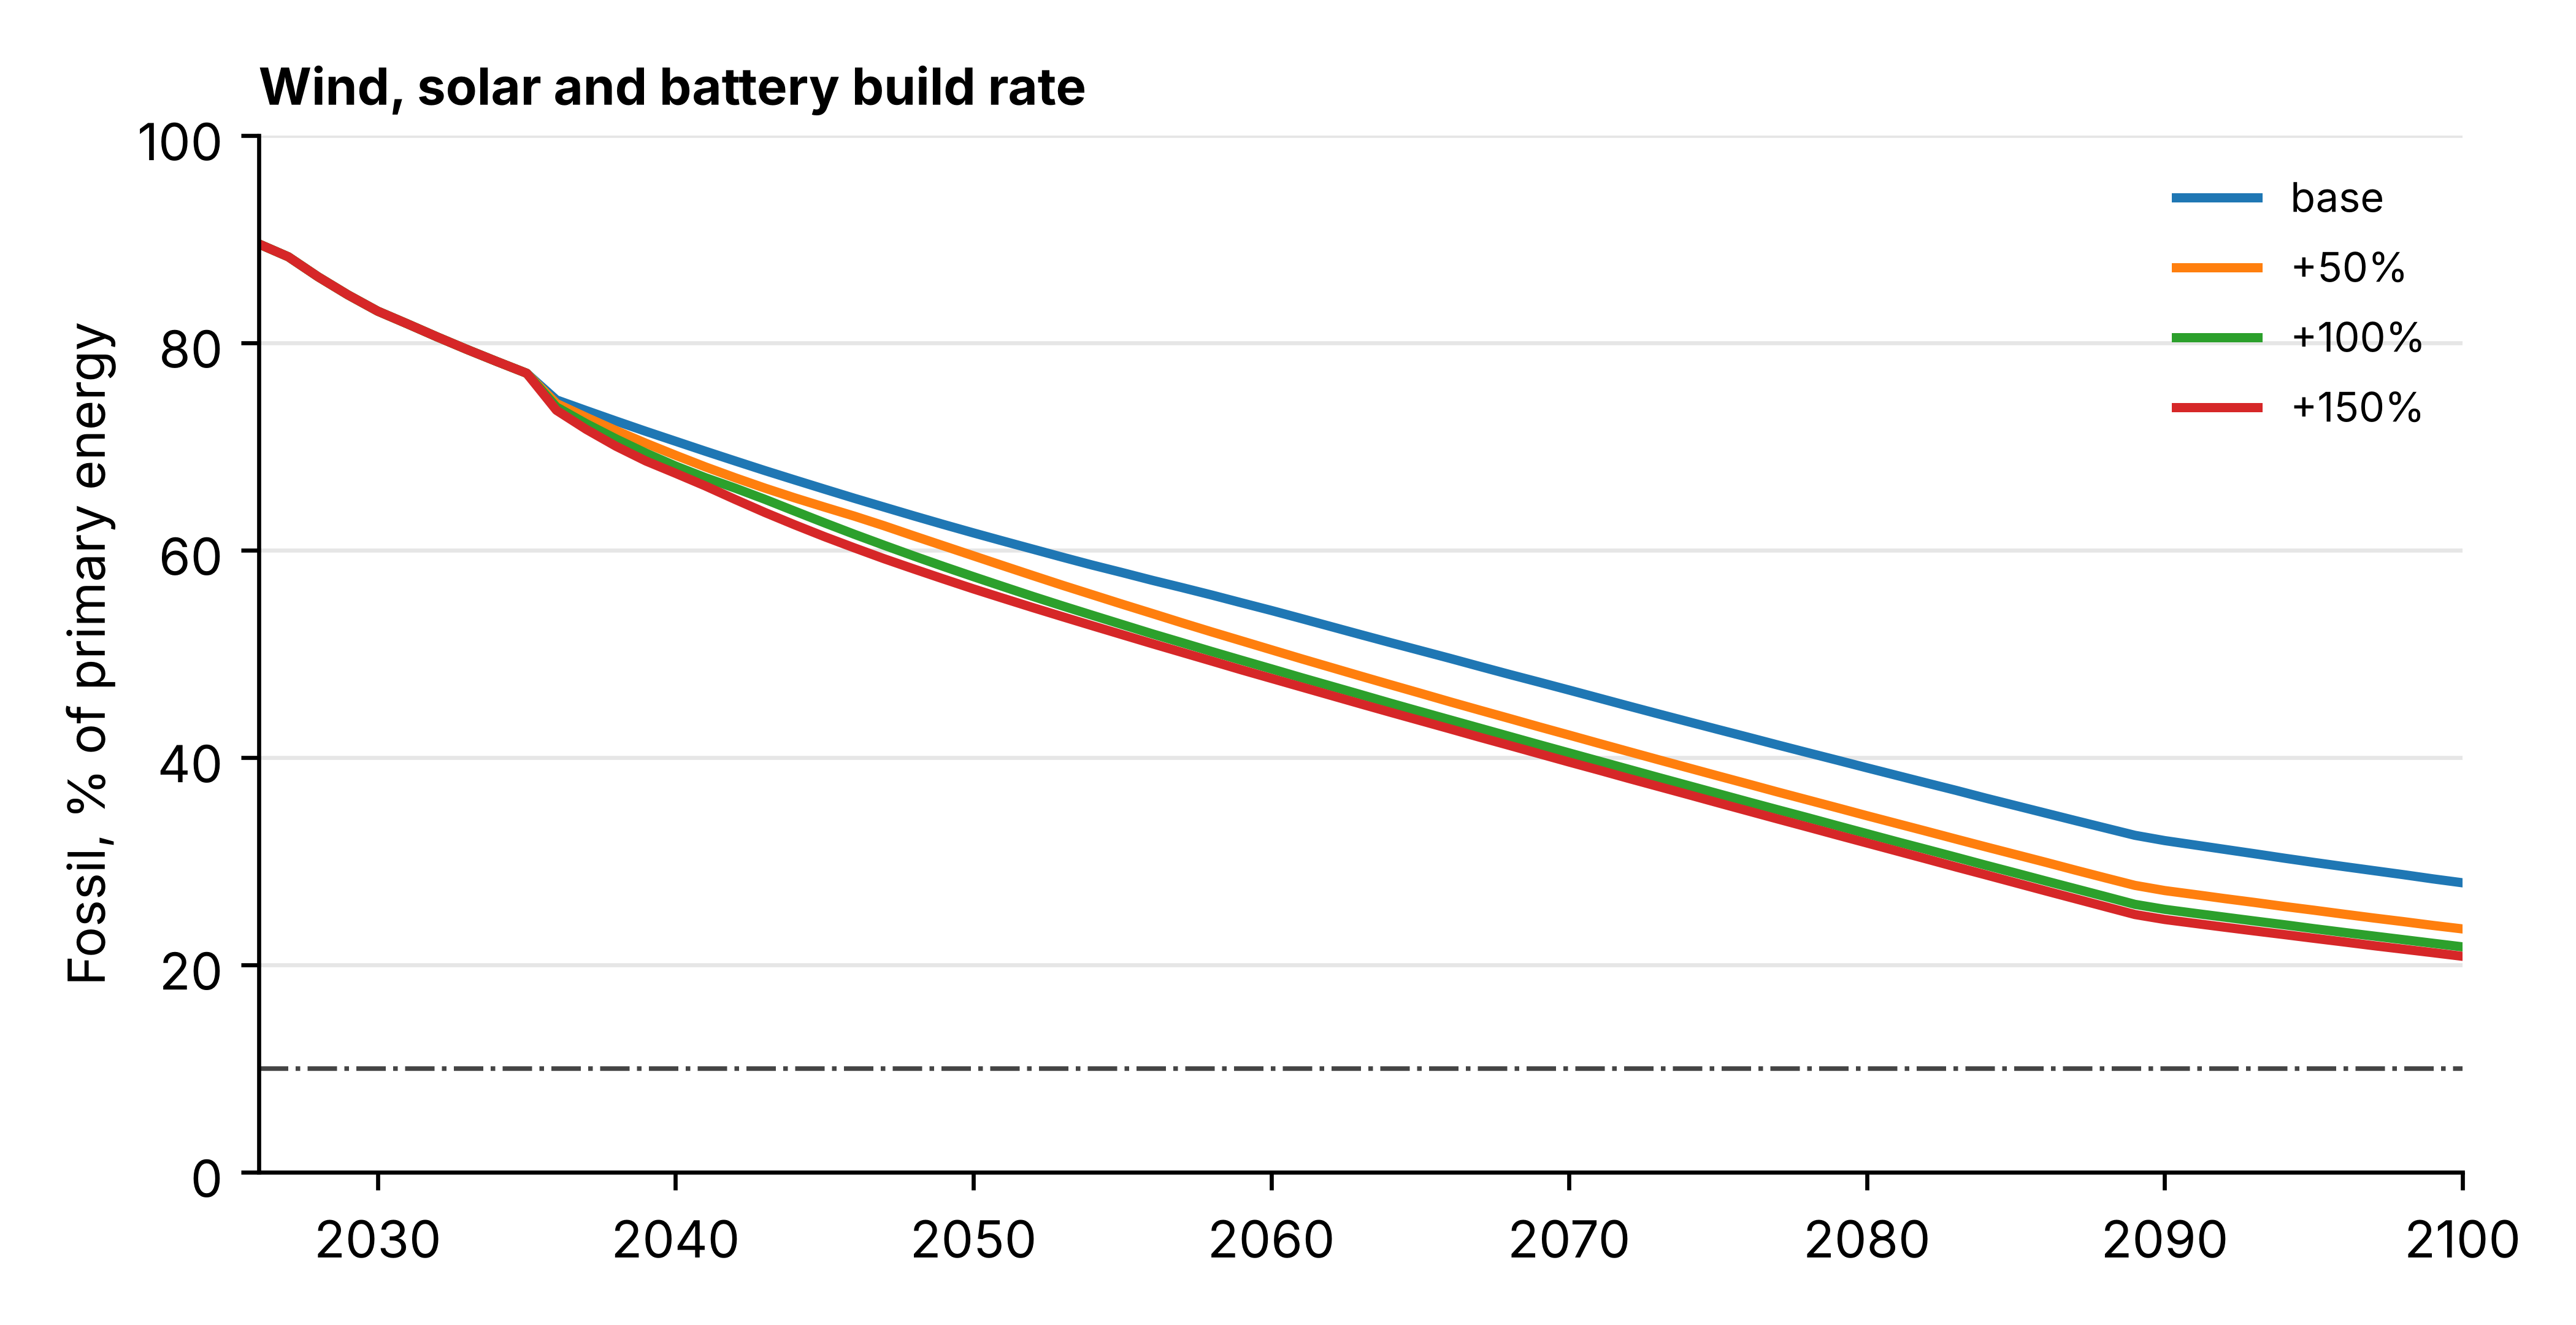 Wind, solar and battery build rate
100
80
60
40
20
0
Fossil, % of primary energy
base
+50%
+100%
+150%
2030 2040 2050 2060 2070 2080 2090 2100